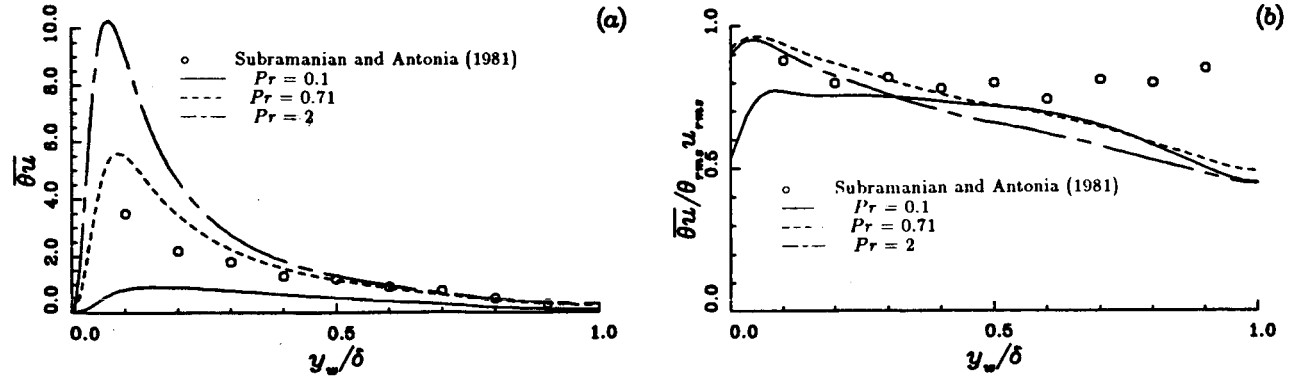 (a)
10.0
8.0
6.0
4.0
2.0
0.0
θu
Subramanian and Antonia (1981)
Pr = 0.1
Pr = 0.71
Pr = 2
0.0
0.5
1.0
y_w/δ
(b)
1.0
0.5
0.0
θu/θ_rms u_rms
Subramanian and Antonia (1981)
Pr = 0.1
Pr = 0.71
Pr = 2
0.0
0.5
1.0
y_w/δ